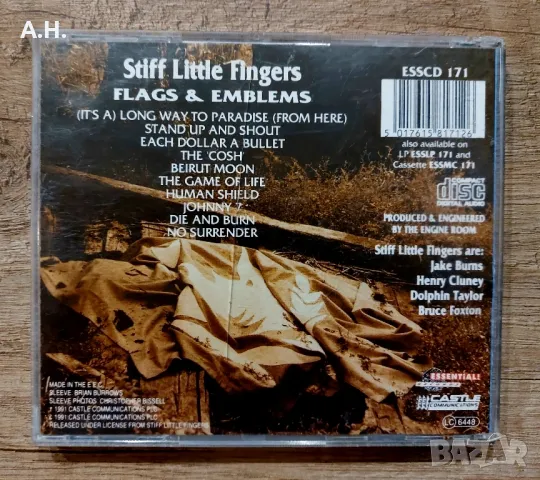 A.H.
Stiff Little Fingers
FLAGS & EMBLEMS
(IT'S A) LONG WAY TO PARADISE (FROM HERE)
STAND UP AND SHOUT
EACH DOLLAR A BULLET
THE 'COSH'
BEIRUT MOON
THE GAME OF LIFE
HUMAN SHIELD
JOHNNY 7
DIE AND BURN
NO SURRENDER
ESSCD 171
5 017615 817126
also available on
LP ESSLP 171 and
Cassette ESSMC 171
COMPACT
disc
DIGITAL AUDIO
PRODUCED & ENGINEERED
BY THE ENGINE ROOM
Stiff Little Fingers are:
Jake Burns
Henry Cluney
Dolphin Taylor
Bruce Foxton
MADE IN THE E.E.C.
SLEEVE: BRIAN BURROWS
SLEEVE PHOTOS: CHRISTOPHER BISSELL
1991 CASTLE COMMUNICATIONS PLC
1991 CASTLE COMMUNICATIONS PLC
RELEASED UNDER LICENSE FROM STIFF LITTLE FINGERS
ESSENTIAL!
CASTLE
COMMUNICATIONS
LC 6448
BAZAR